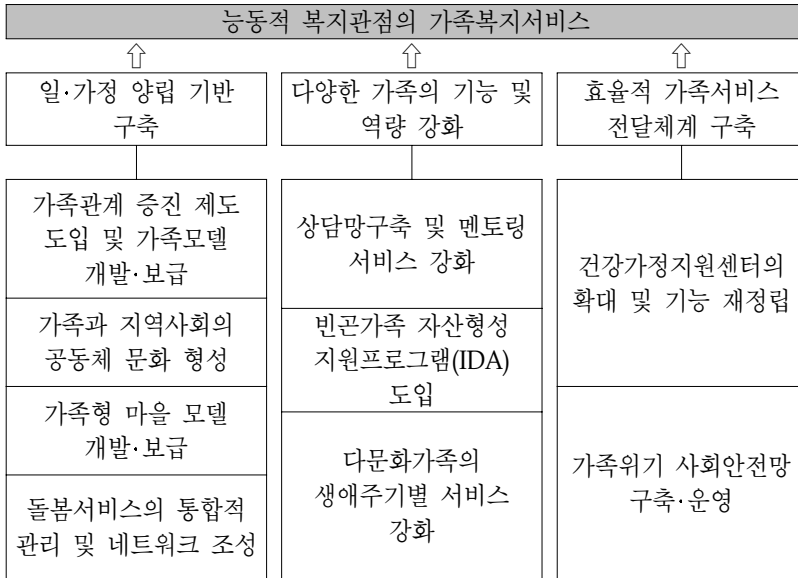 능동적 복지관점의 가족복지서비스
일·가정 양립 기반
구축
가족관계 증진 제도
도입 및 가족모델
개발·보급
가족과 지역사회의
공동체 문화 형성
가족형 마을 모델
개발·보급
돌봄서비스의 통합적
관리 및 네트워크 조성
다양한 가족의 기능 및
역량 강화
상담망구축 및 멘토링
서비스 강화
빈곤가족 자산형성
지원프로그램(IDA)
도입
다문화가족의
생애주기별 서비스
강화
효율적 가족서비스
전달체계 구축
건강가정지원센터의
확대 및 기능 재정립
가족위기 사회안전망
구축·운영